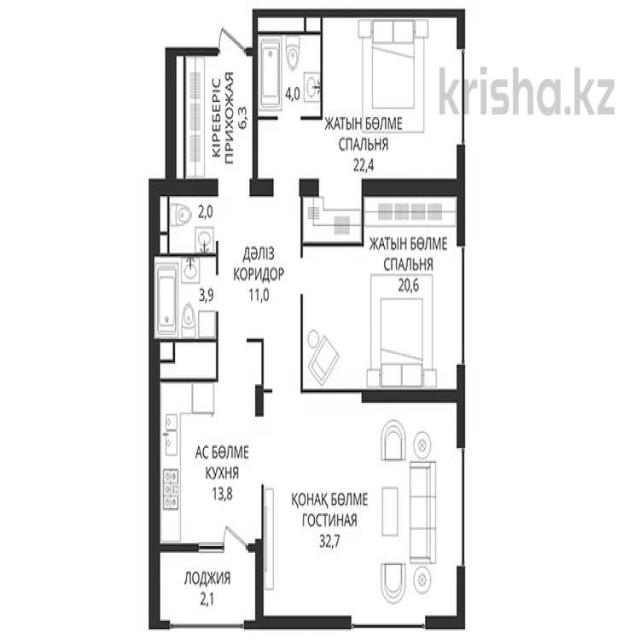 krisha.kz
КІРЕБЕРІС
ПРИХОЖАЯ
6,3
4,0
ЖАТЫН БӨЛМЕ
СПАЛЬНЯ
22,4
2,0
ДӘЛІЗ
КОРИДОР
11,0
ЖАТЫН БӨЛМЕ
СПАЛЬНЯ
20,6
3,9
АС БӨЛМЕ
КУХНЯ
13,8
ҚОНАҚ БӨЛМЕ
ГОСТИНАЯ
32,7
ЛОДЖИЯ
2,1